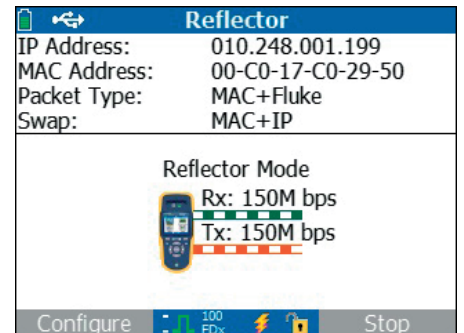 Reflector
IP Address: 010.248.001.199
MAC Address: 00-C0-17-C0-29-50
Packet Type: MAC+Fluke
Swap: MAC+IP
Reflector Mode
Rx: 150M bps
Tx: 150M bps
Configure 100 FDx Stop